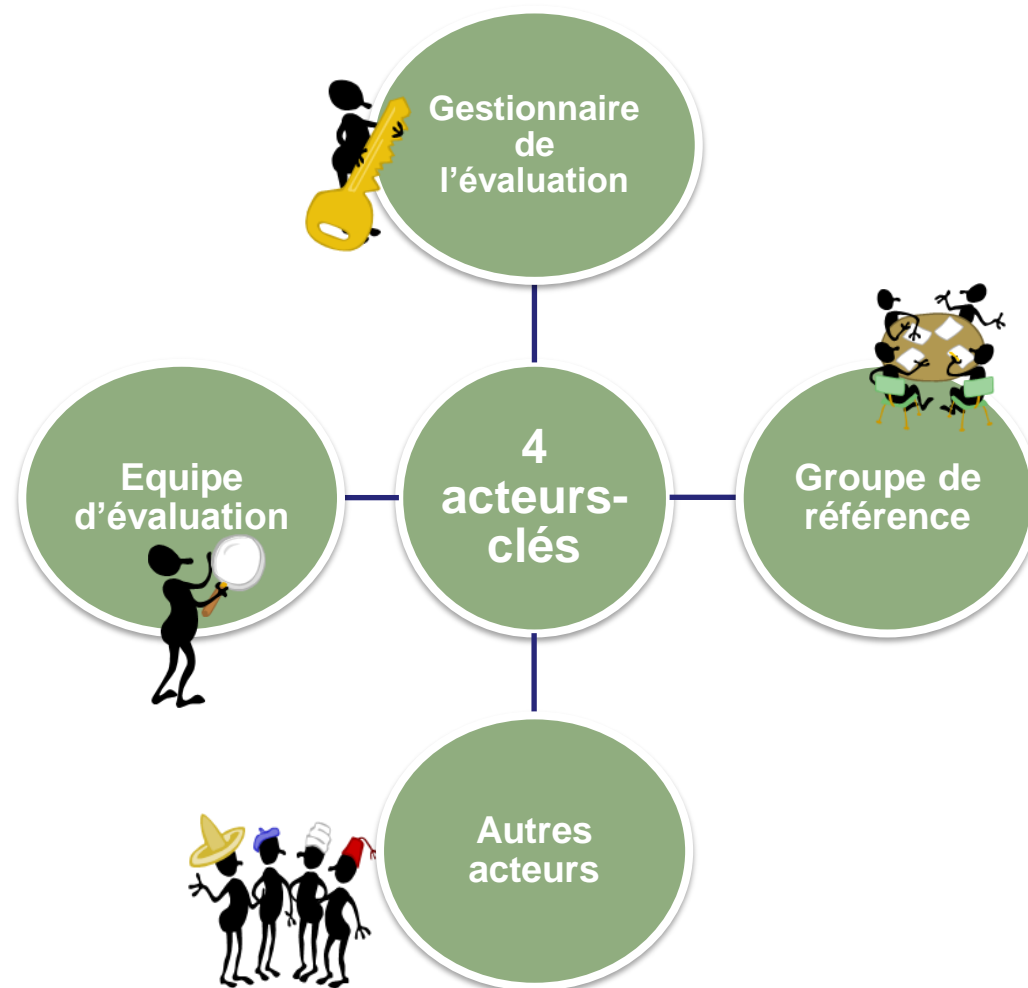 Gestionnaire
de
l’évaluation
Equipe
d’évaluation
4
acteurs-
clés
Groupe de
référence
Autres
acteurs